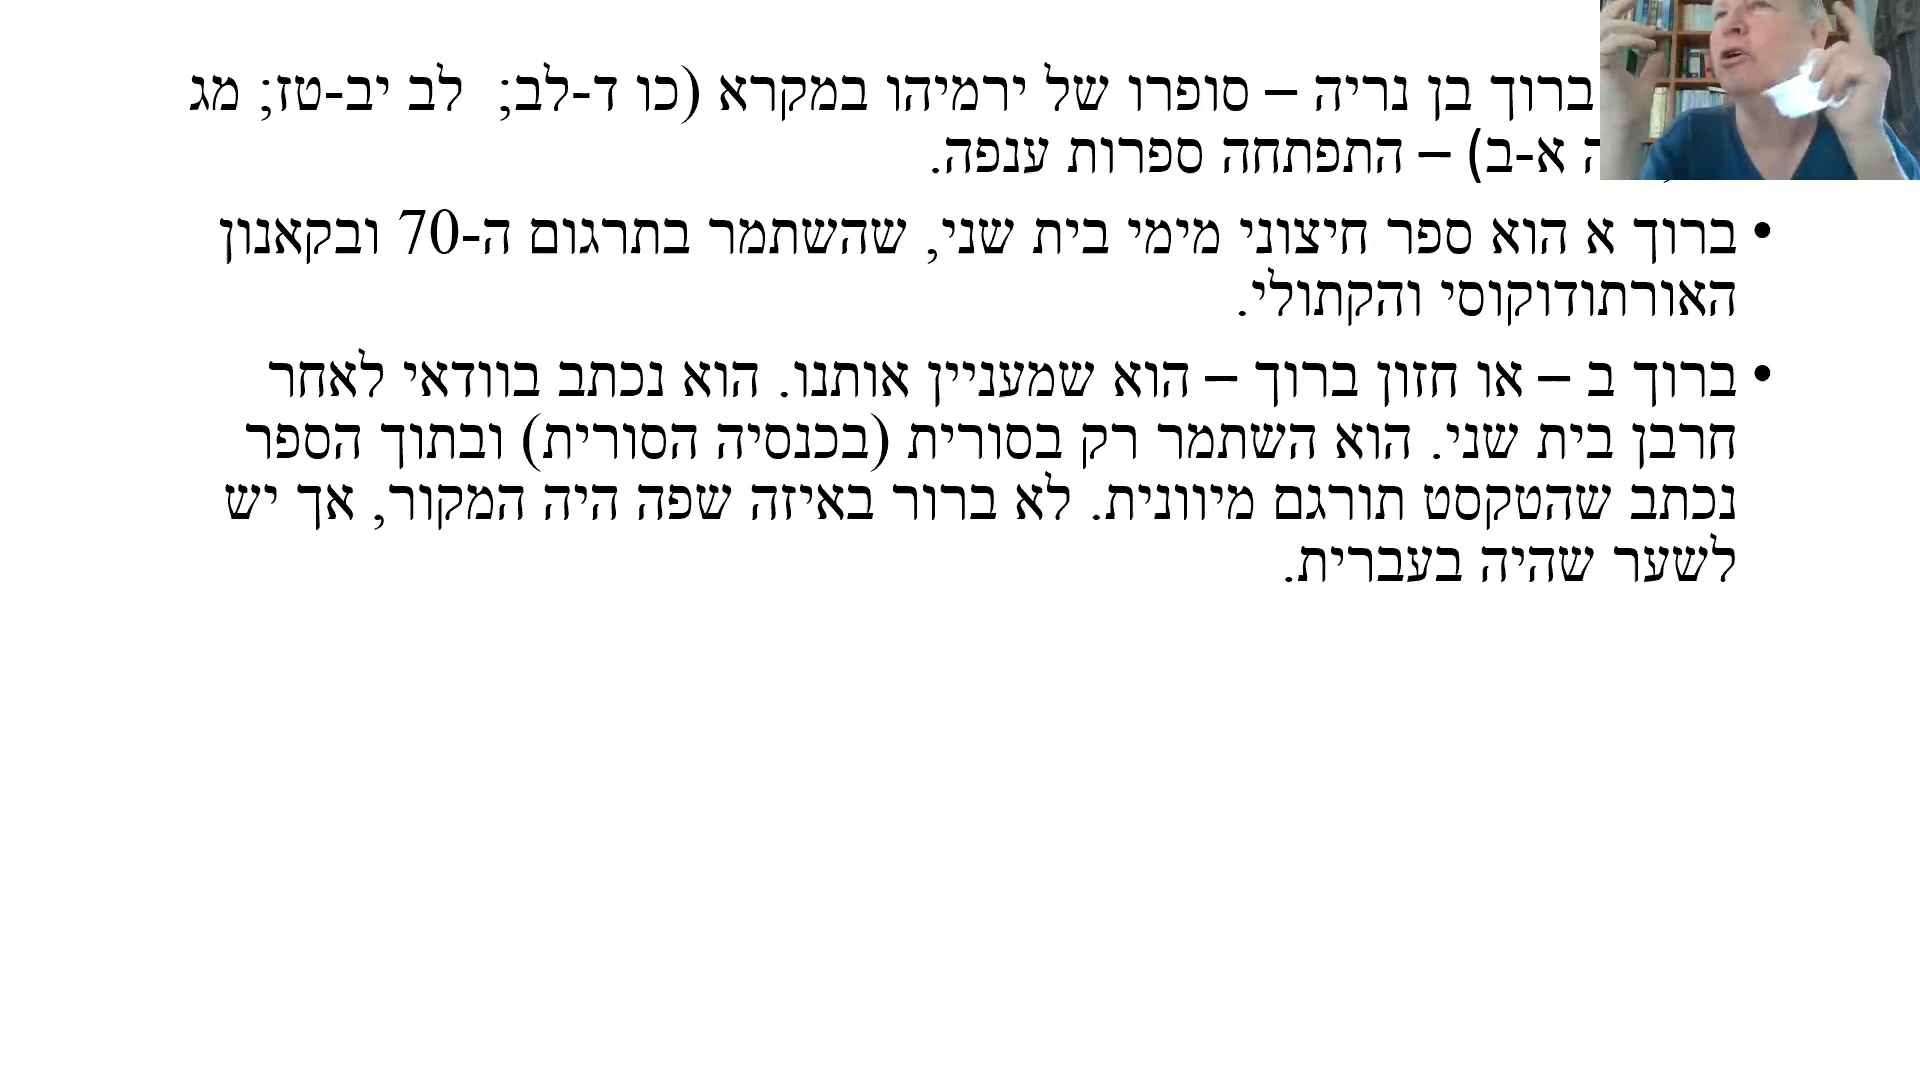 ברוך בן נריה – סופרו של ירמיהו במקרא (כו ד-לב; לב יב-טז; מג
א-ב) – התפתחה ספרות ענפה.
• ברוך א הוא ספר חיצוני מימי בית שני, שהשתמר בתרגום ה-70 ובקאנון
האורתודוקוסי והקתולי.
• ברוך ב – או חזון ברוך – הוא שמעניין אותנו. הוא נכתב בוודאי לאחר
חרבן בית שני. הוא השתמר רק בסורית (בכנסיה הסורית) ובתוך הספר
נכתב שהטקסט תורגם מיוונית. לא ברור באיזה שפה היה המקור, אך יש
לשער שהיה בעברית.